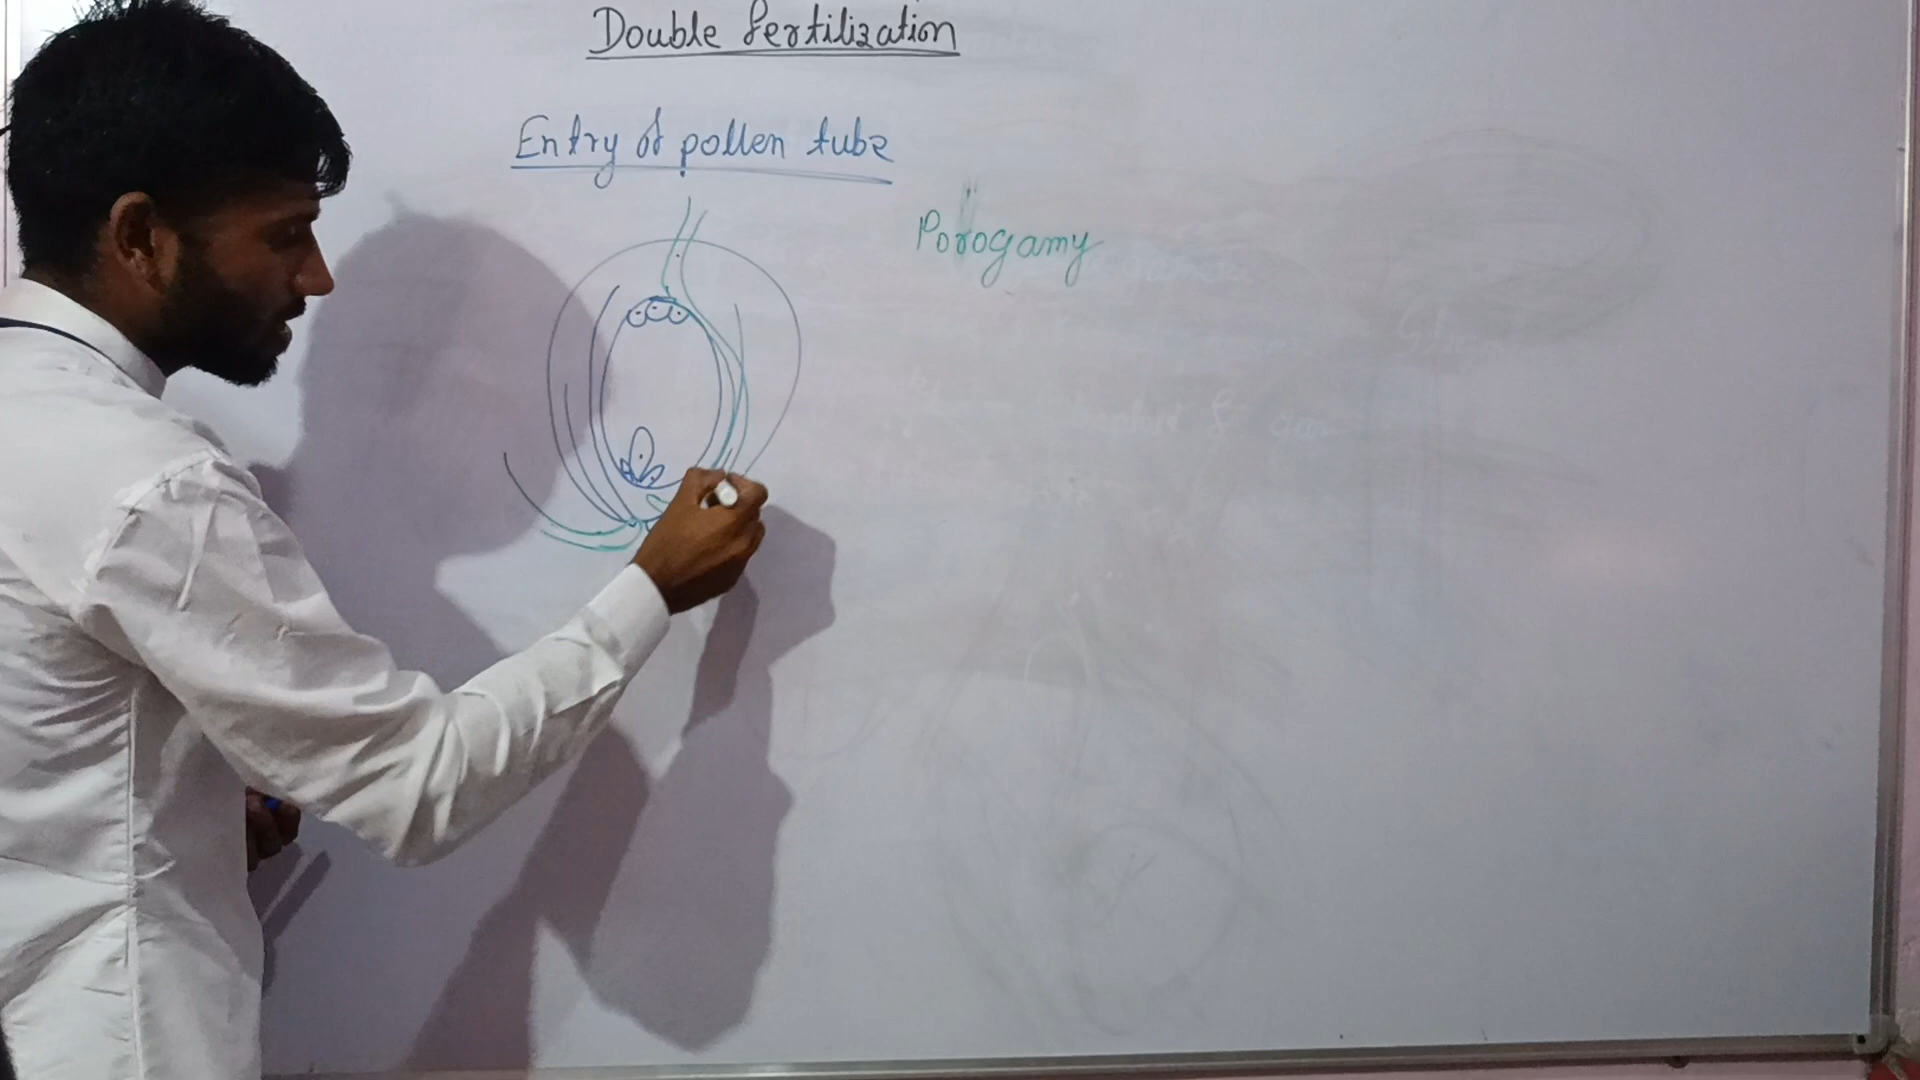 Double fertilization
Entry of pollen tube
Porogamy